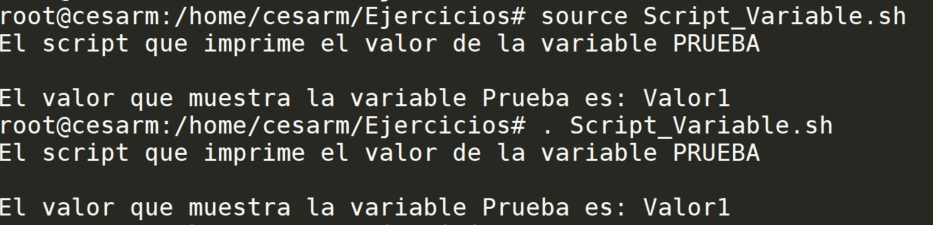 root@cesarm:/home/cesarm/Ejercicios# source Script_Variable.sh
El script que imprime el valor de la variable PRUEBA
El valor que muestra la variable Prueba es: Valor1
root@cesarm:/home/cesarm/Ejercicios# . Script_Variable.sh
El script que imprime el valor de la variable PRUEBA
El valor que muestra la variable Prueba es: Valor1